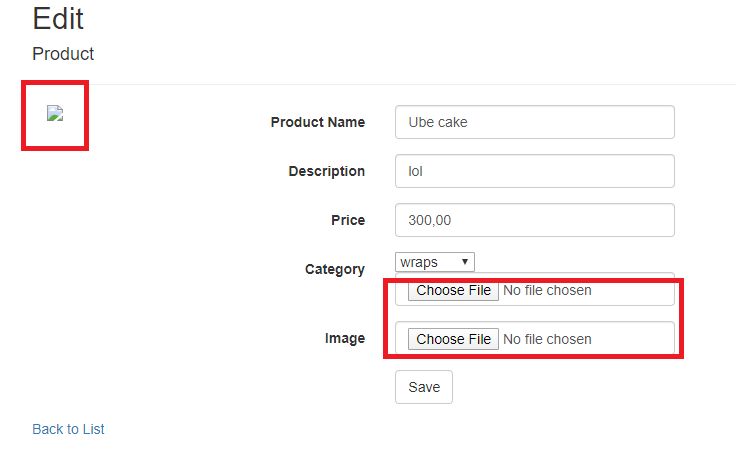 Edit
Product
Product Name Ube cake
Description lol
Price 300,00
Category wraps
Choose File No file chosen
Image Choose File No file chosen
Save
Back to List